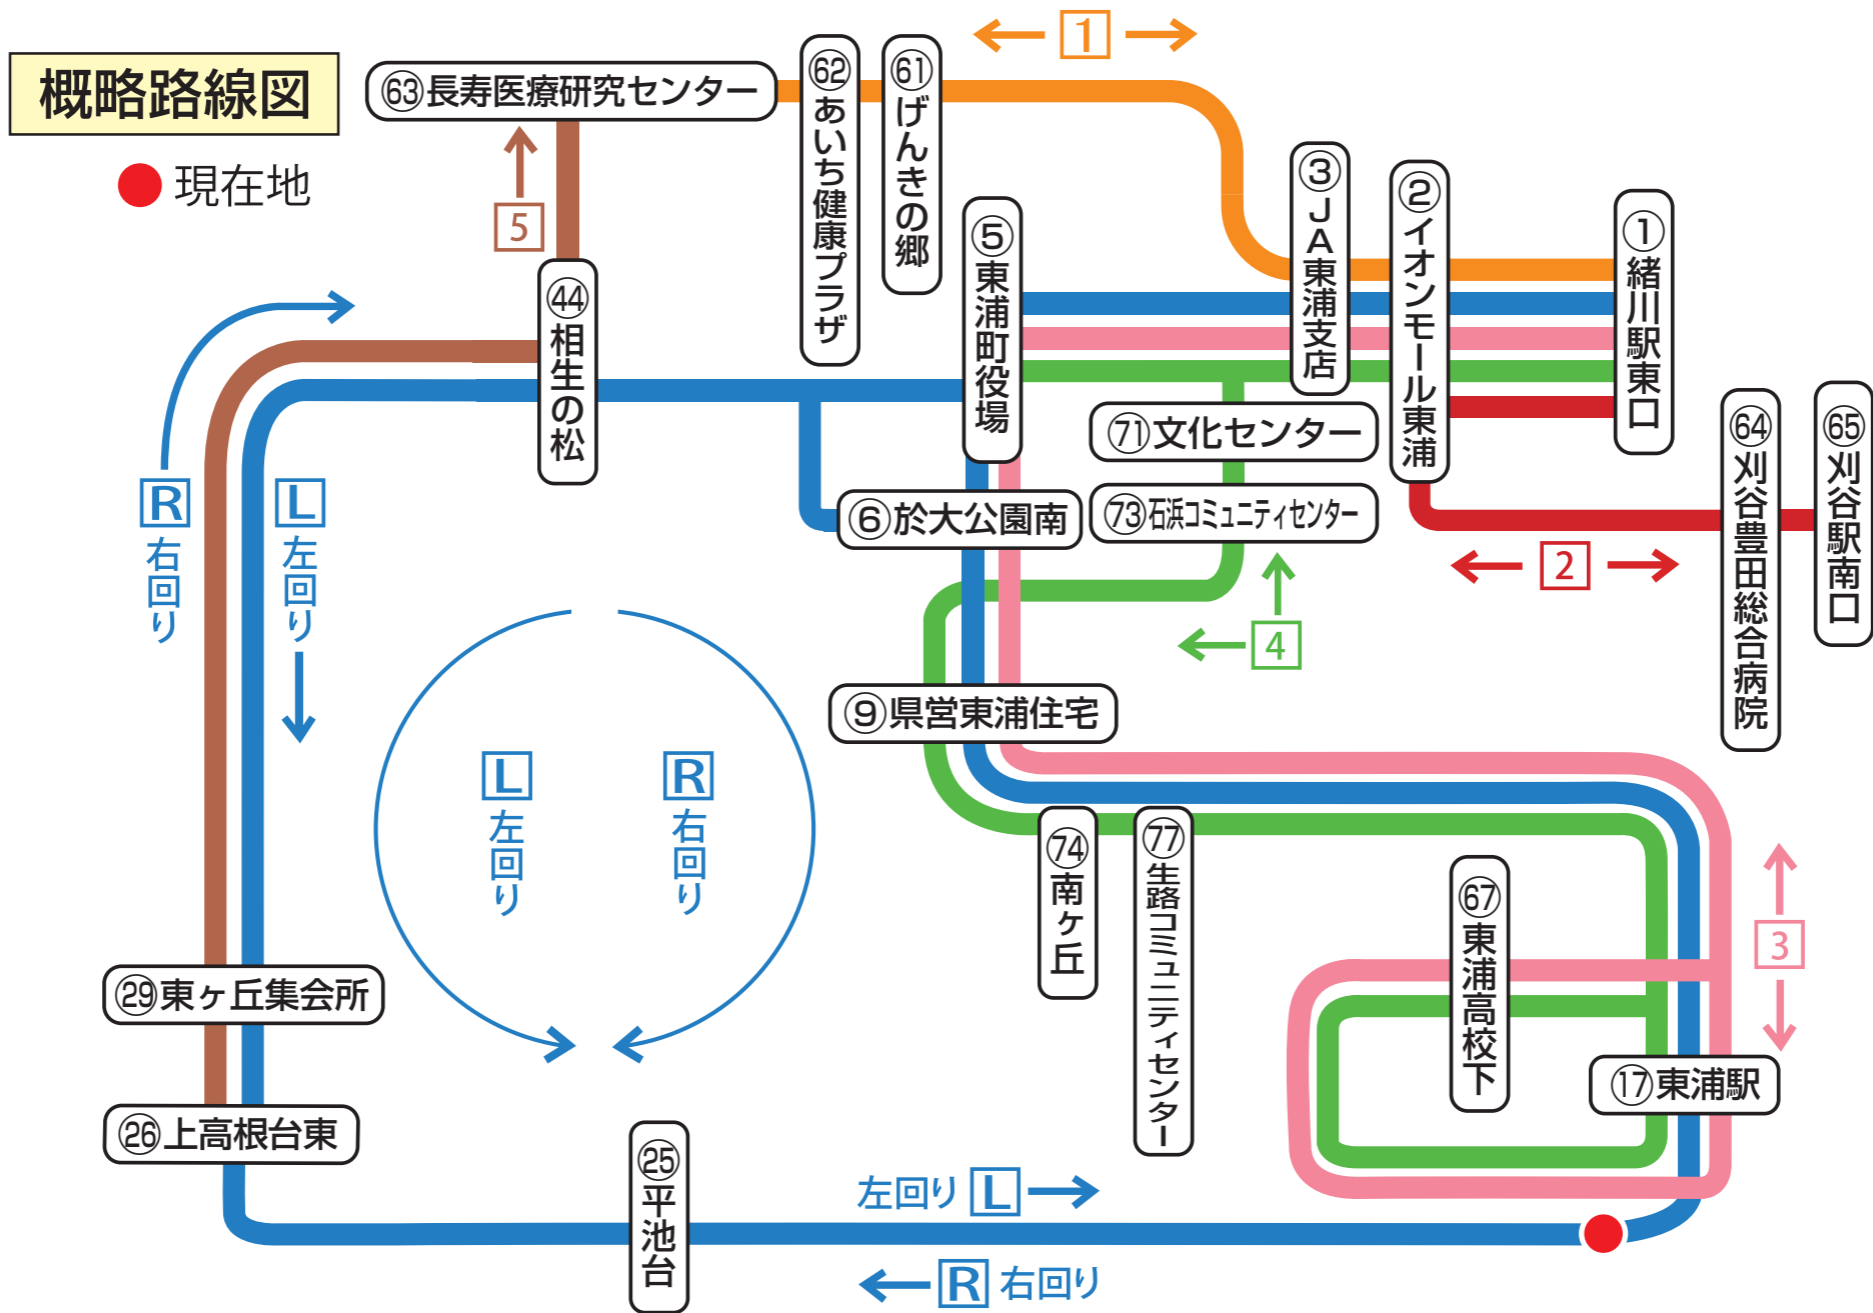 概略路線図
現在地
1
㊿+13長寿医療研究センター
㊿+12あいち健康プラザ
㊿+11げんきの郷
5
⑤東浦町役場
③JA東浦支店
②イオンモール東浦
①緒川駅東口
㊹相生の松
R
右回り
L
左回り
71文化センター
64刈谷豊田総合病院
65刈谷駅南口
⑥於大公園南
73石浜コミュニティセンター
2
4
⑨県営東浦住宅
L
左回り
R
右回り
74南ヶ丘
77生路コミュニティセンター
67東浦高校下
3
㉙東ヶ丘集会所
⑰東浦駅
㉖上高根台東
㉕平池台
左回り L
R 右回り